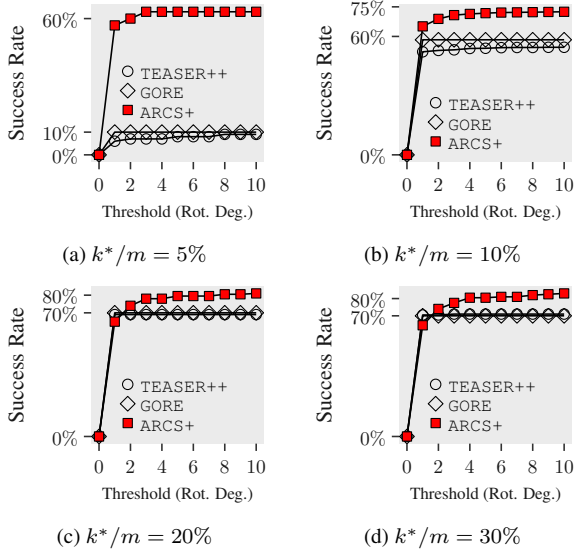 Success Rate
60%
10%
0%
TEASER++
GORE
ARCS+
0 2 4 6 8 10
Threshold (Rot. Deg.)
(a) k*/m = 5%
Success Rate
75%
60%
0%
TEASER++
GORE
ARCS+
0 2 4 6 8 10
Threshold (Rot. Deg.)
(b) k*/m = 10%
Success Rate
80%
70%
0%
TEASER++
GORE
ARCS+
0 2 4 6 8 10
Threshold (Rot. Deg.)
(c) k*/m = 20%
Success Rate
80%
70%
0%
TEASER++
GORE
ARCS+
0 2 4 6 8 10
Threshold (Rot. Deg.)
(d) k*/m = 30%